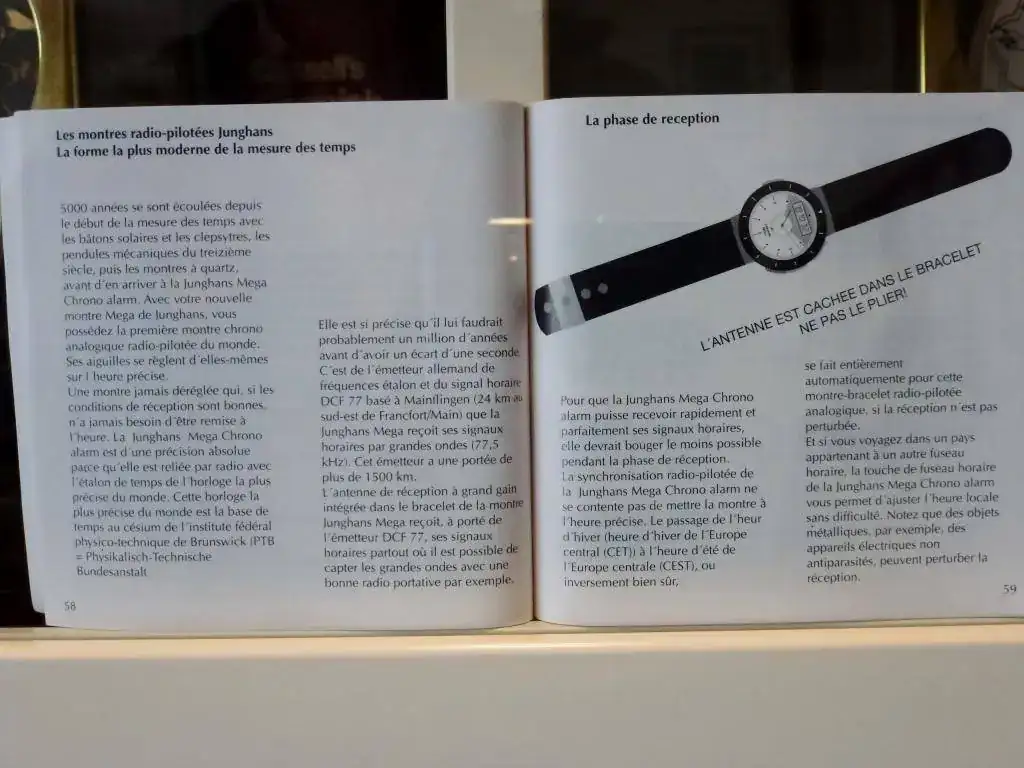 Les montres radio-pilotées Junghans
La forme la plus moderne de la mesure des temps
5000 années se sont écoulées depuis
le début de la mesure des temps avec
les bâtons solaires et les clepsytres, les
pendules mécaniques du treizième
siècle, puis les montres à quartz,
avant d'en arriver à la Junghans Mega
Chrono alarm. Avec votre nouvelle
montre Mega de Junghans, vous
possédez la première montre chrono
analogique radio-pilotée du monde.
Ses aiguilles se règlent d'elles-mêmes
sur l heure précise.
Une montre jamais déréglée qui, si les
conditions de réception sont bonnes,
n'a jamais besoin d'être remise à
l'heure. La Junghans Mega Chrono
alarm est d'une précision absolue
parce qu'elle est reliée par radio avec
l'étalon de temps de l'horloge la plus
précise du monde. Cette horloge la
plus précise du monde est la base de
temps au césium de l'institute fédéral
physico-technique de Brunswick (PTB
= Physikalisch-Technische
Bundesanstalt
58
Elle est si précise qu'il lui faudrait
probablement un million d'années
avant d'avoir un écart d'une seconde.
C'est de l'émetteur allemand de
fréquences étalon et du signal horaire
DCF 77 basé à Mainflingen (24 km au
sud-est de Francfort/Main) que la
Junghans Mega reçoit ses signaux
horaires par grandes ondes (77,5
kHz). Cet émetteur a une portée de
plus de 1500 km.
L'antenne de réception à grand gain
intégrée dans le bracelet de la montre
Junghans Mega reçoit, à porté de
l'émetteur DCF 77, ses signaux
horaires partout où il est possible de
capter les grandes ondes avec une
bonne radio portative par exemple.
La phase de reception
L'ANTENNE EST CACHEE DANS LE BRACELET
NE PAS LE PLIER!
Pour que la Junghans Mega Chrono
alarm puisse recevoir rapidement et
parfaitement ses signaux horaires,
elle devrait bouger le moins possible
pendant la phase de réception.
La synchronisation radio-pilotée de
la Junghans Mega Chrono alarm ne
se contente pas de mettre la montre à
l'heure précise. Le passage de l'heur
d'hiver (heure d'hiver de l'Europe
central (CET)) à l'heure d'été de
l'Europe centrale (CEST), ou
inversement bien sûr,
se fait entièrement
automatiquemente pour cette
montre-bracelet radio-pilotée
analogique, si la réception n'est pas
perturbée.
Et si vous voyagez dans un pays
appartenant à un autre fuseau
horaire, la touche de fuseau horaire
de la Junghans Mega Chrono alarm
vous permet d'ajuster l'heure locale
sans difficulté. Notez que des objets
métalliques, par exemple, des
appareils électriques non
antiparasités, peuvent perturber la
réception.
59